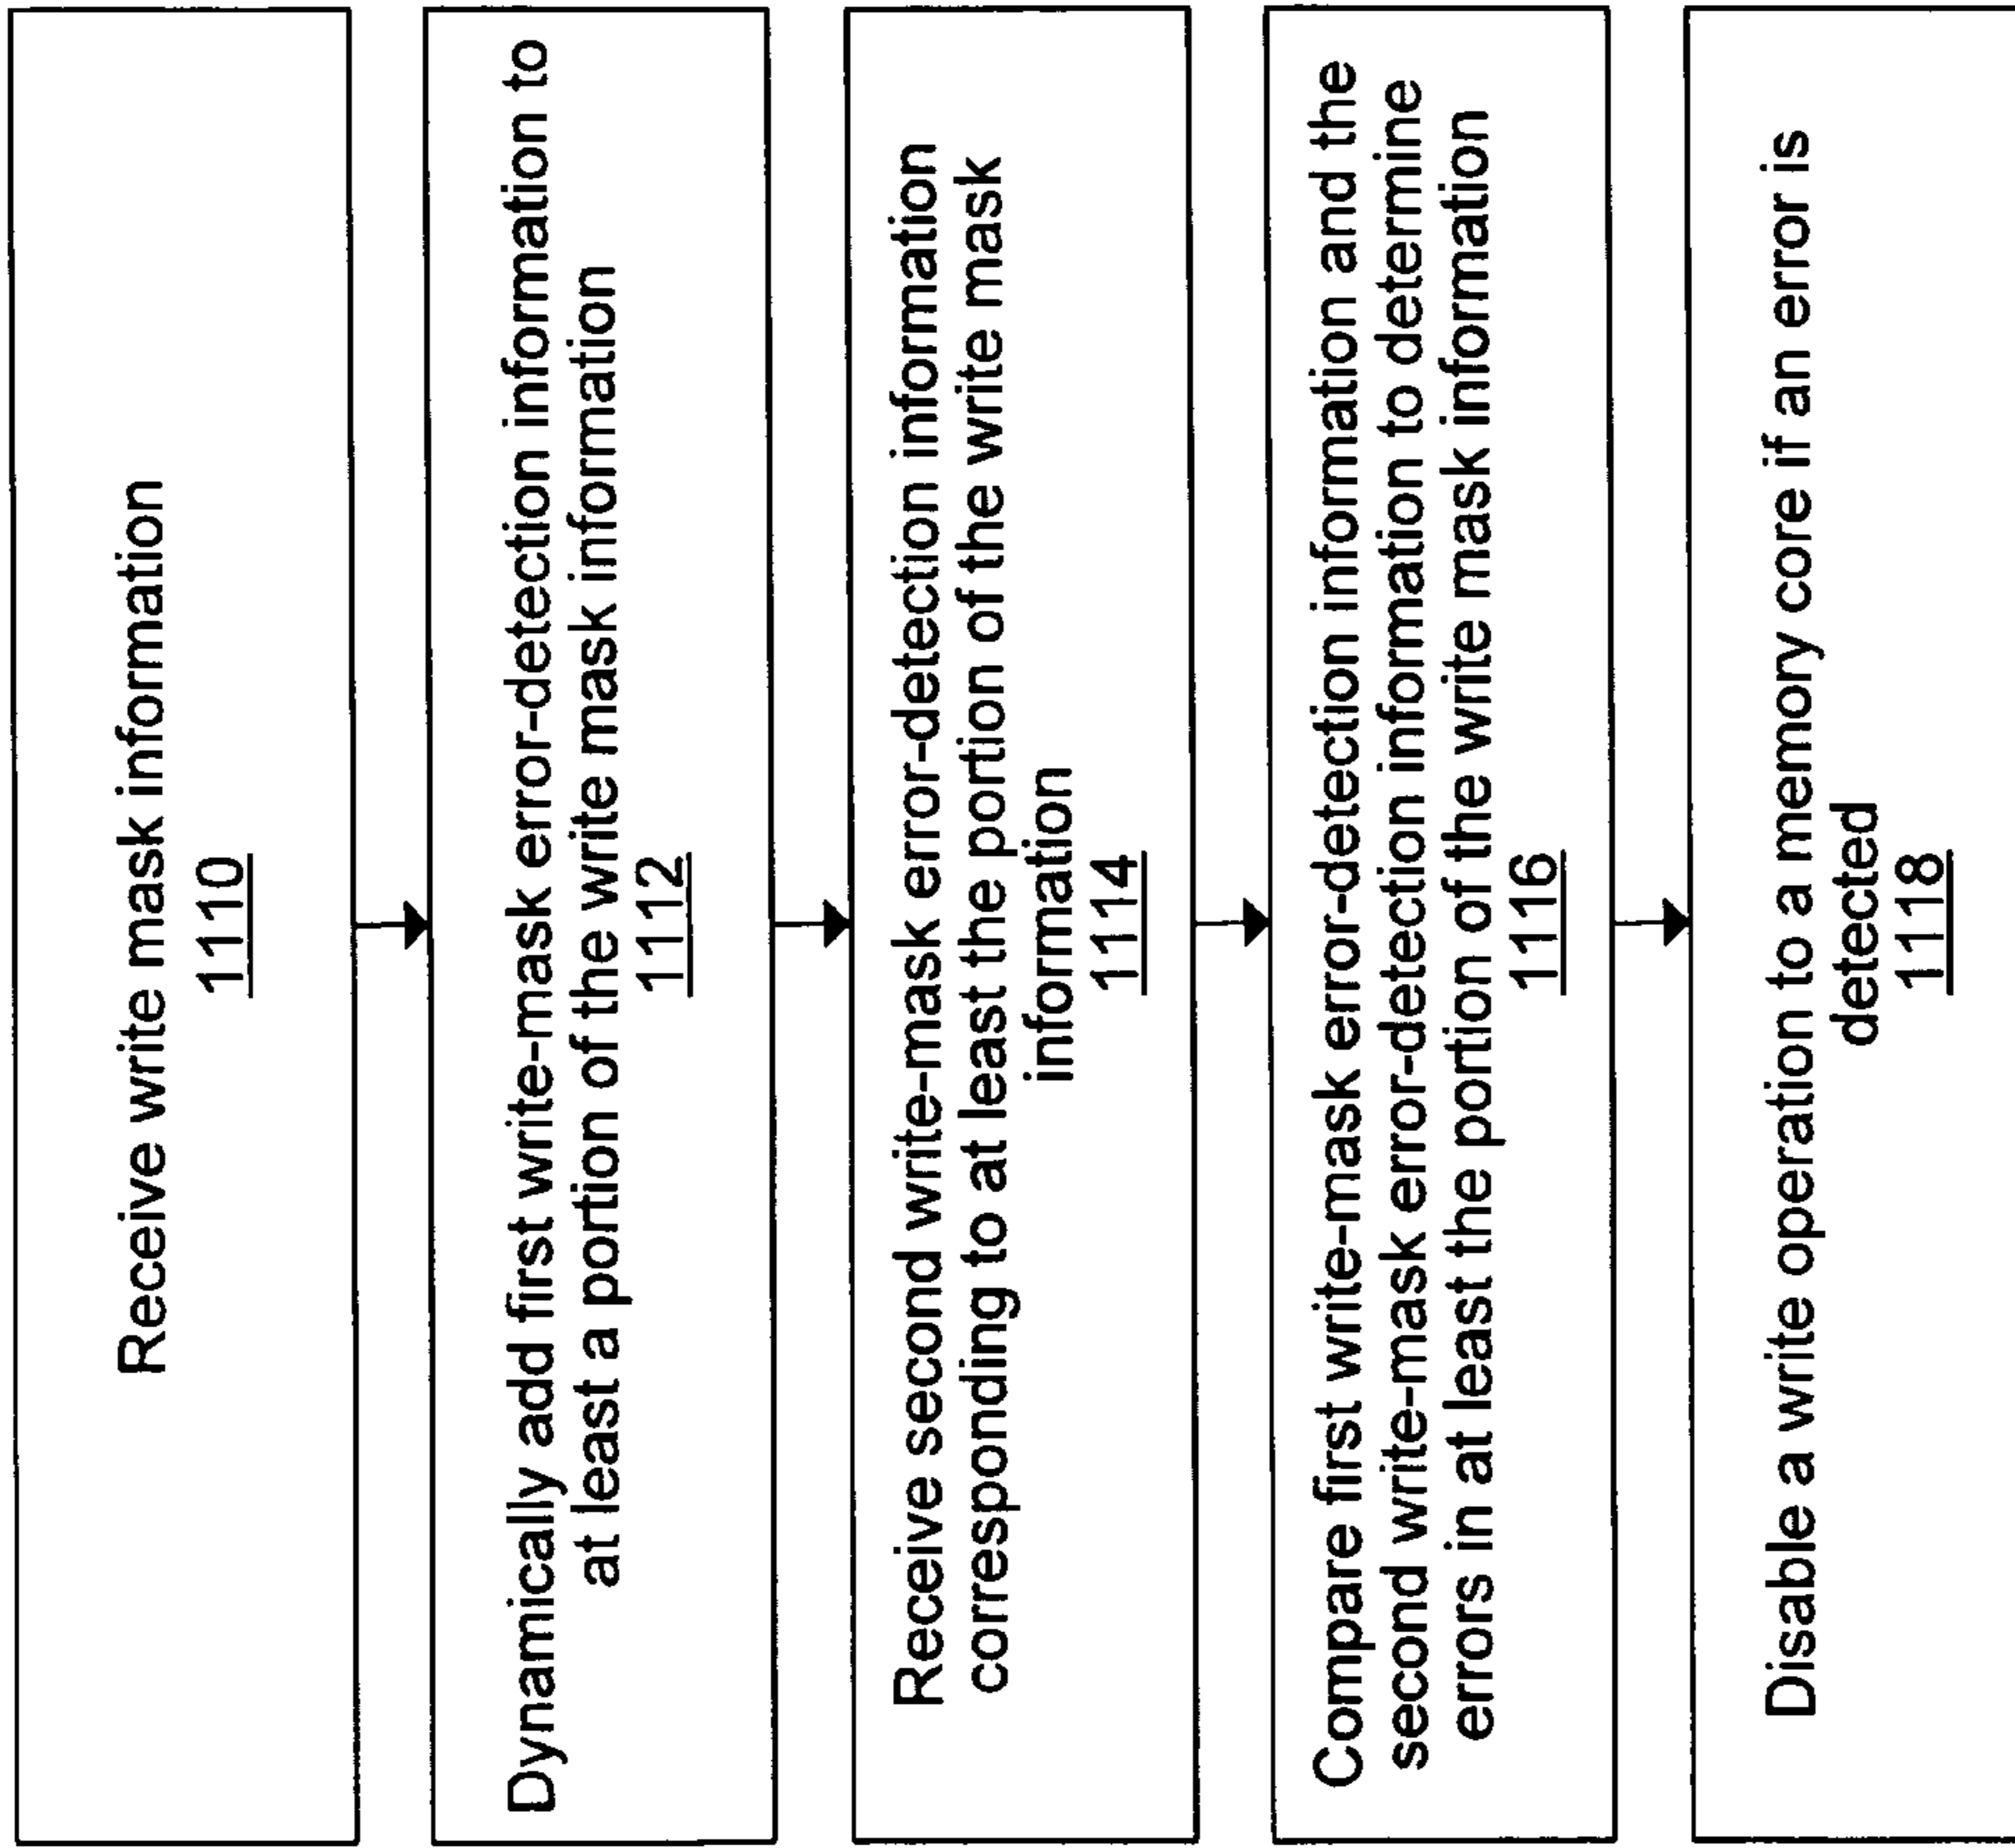 Receive write mask information
1110
Dynamically add first write-mask error-detection information to
at least a portion of the write mask information
1112
Receive second write-mask error-detection information
corresponding to at least the portion of the write mask
information
1114
Compare first write-mask error-detection information and the
second write-mask error-detection information to determine
errors in at least the portion of the write mask information
1116
Disable a write operation to a memory core if an error is
detected
1118